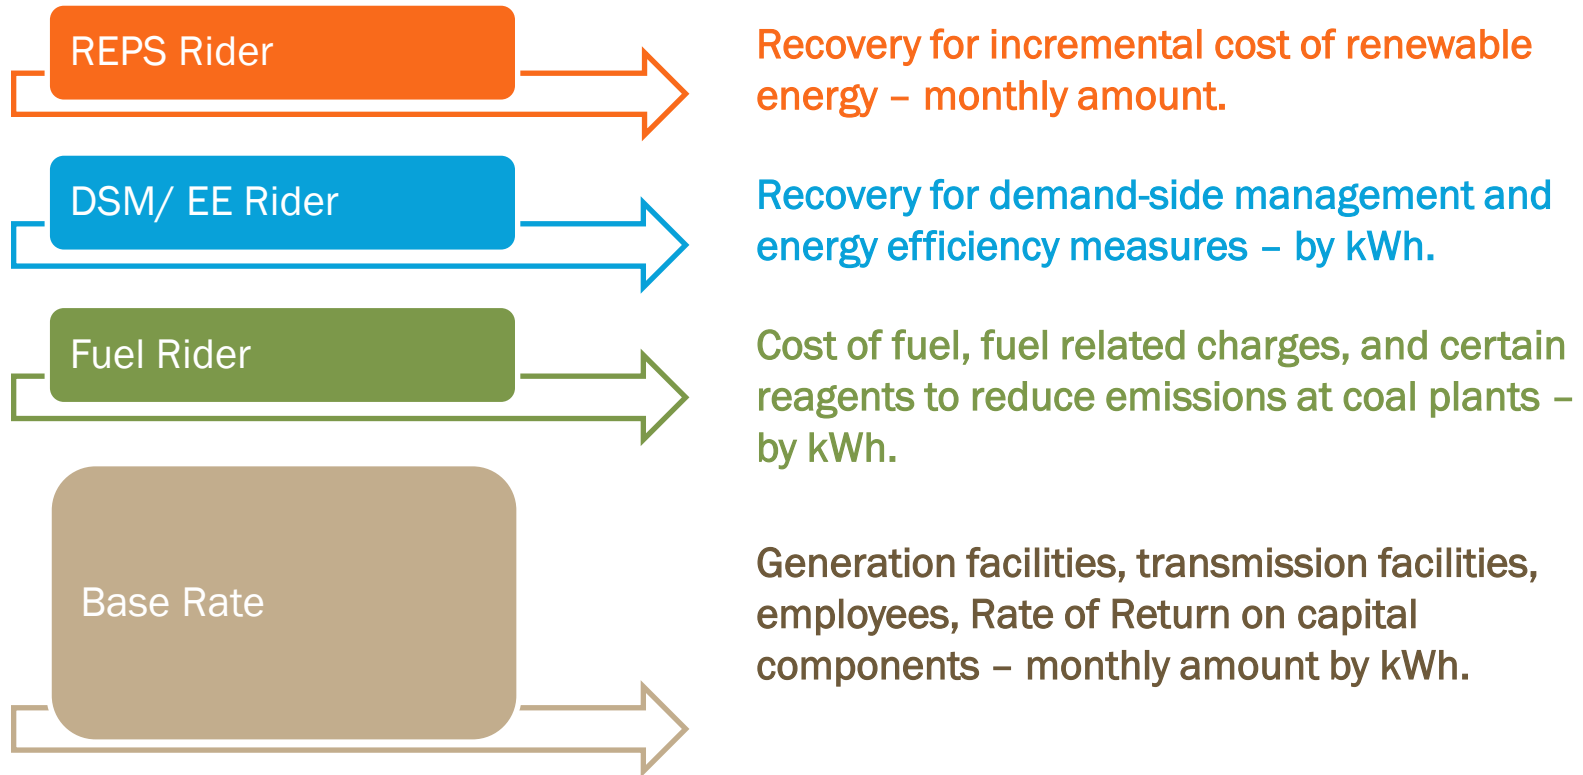 REPS Rider
Recovery for incremental cost of renewable
energy – monthly amount.
DSM/ EE Rider
Recovery for demand-side management and
energy efficiency measures – by kWh.
Fuel Rider
Cost of fuel, fuel related charges, and certain
reagents to reduce emissions at coal plants –
by kWh.
Base Rate
Generation facilities, transmission facilities,
employees, Rate of Return on capital
components – monthly amount by kWh.